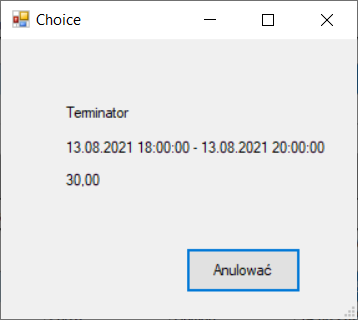 Choice
Terminator
13.08.2021 18:00:00 - 13.08.2021 20:00:00
30,00
Anulować